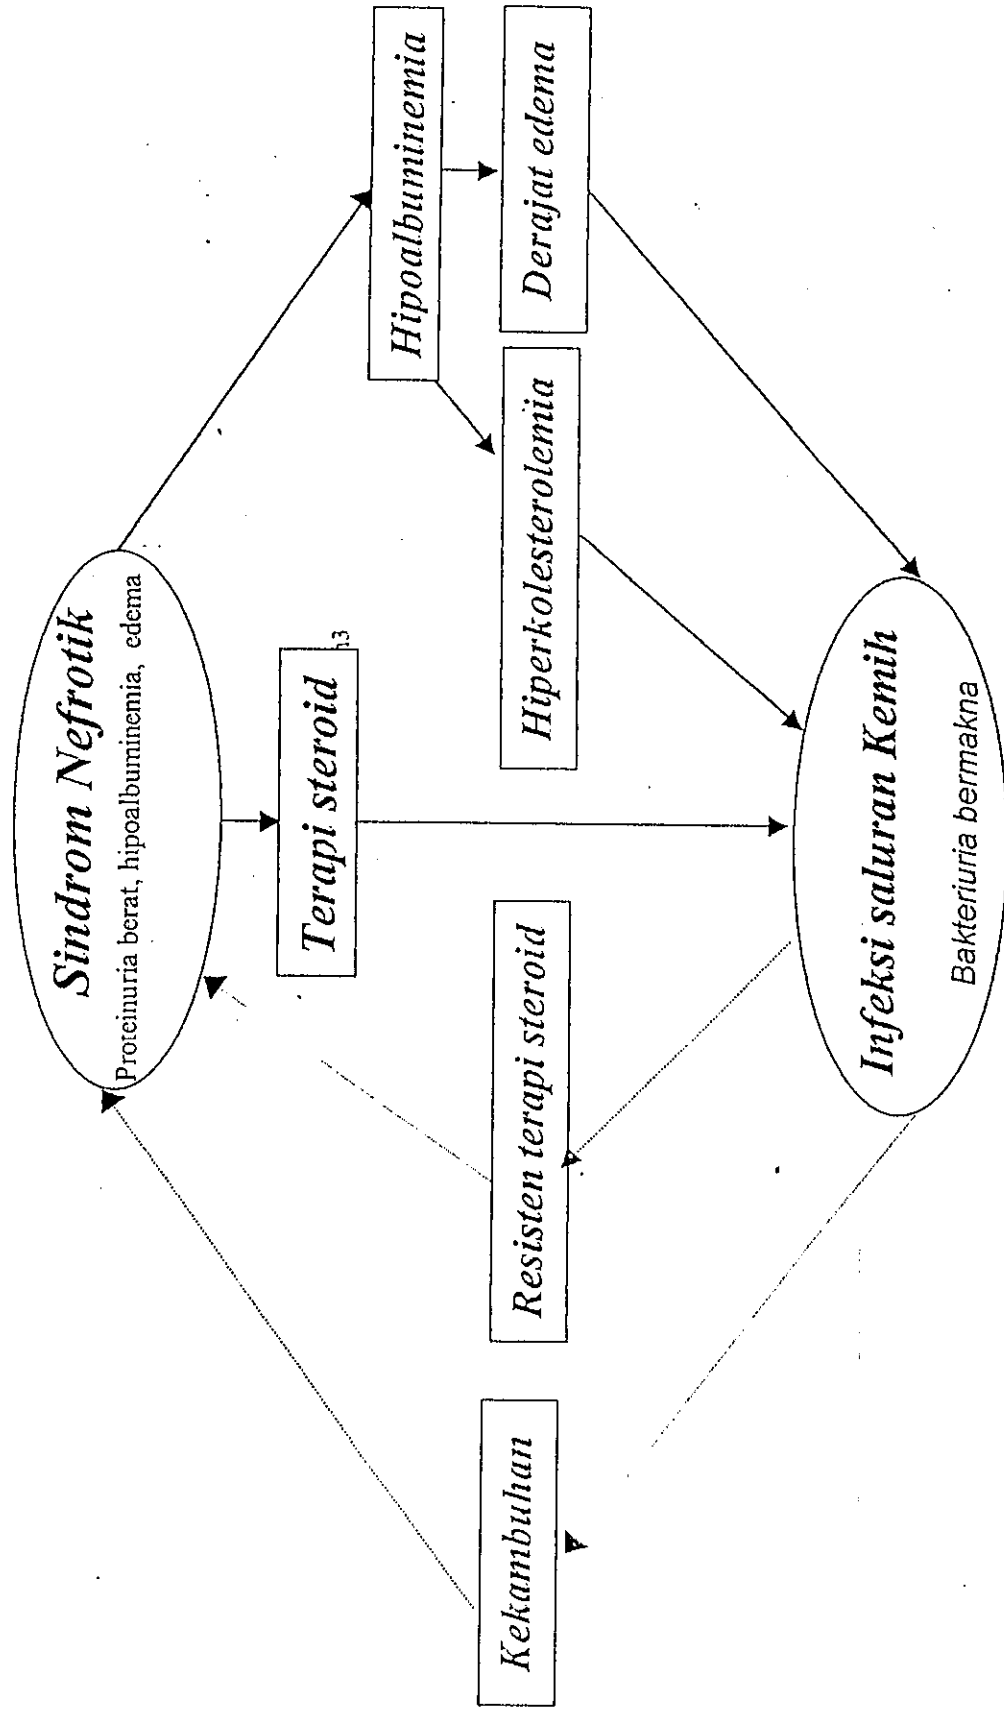 Sindrom Nefrotik
Proteinuria berat, hipoalbuminemia, edema
Terapi steroid
Hipoalbuminemia
Kekambuhan
Resisten terapi steroid
Hiperkolesterolemia
Derajat edema
Infeksi saluran Kemih
Bakteriuria bermakna